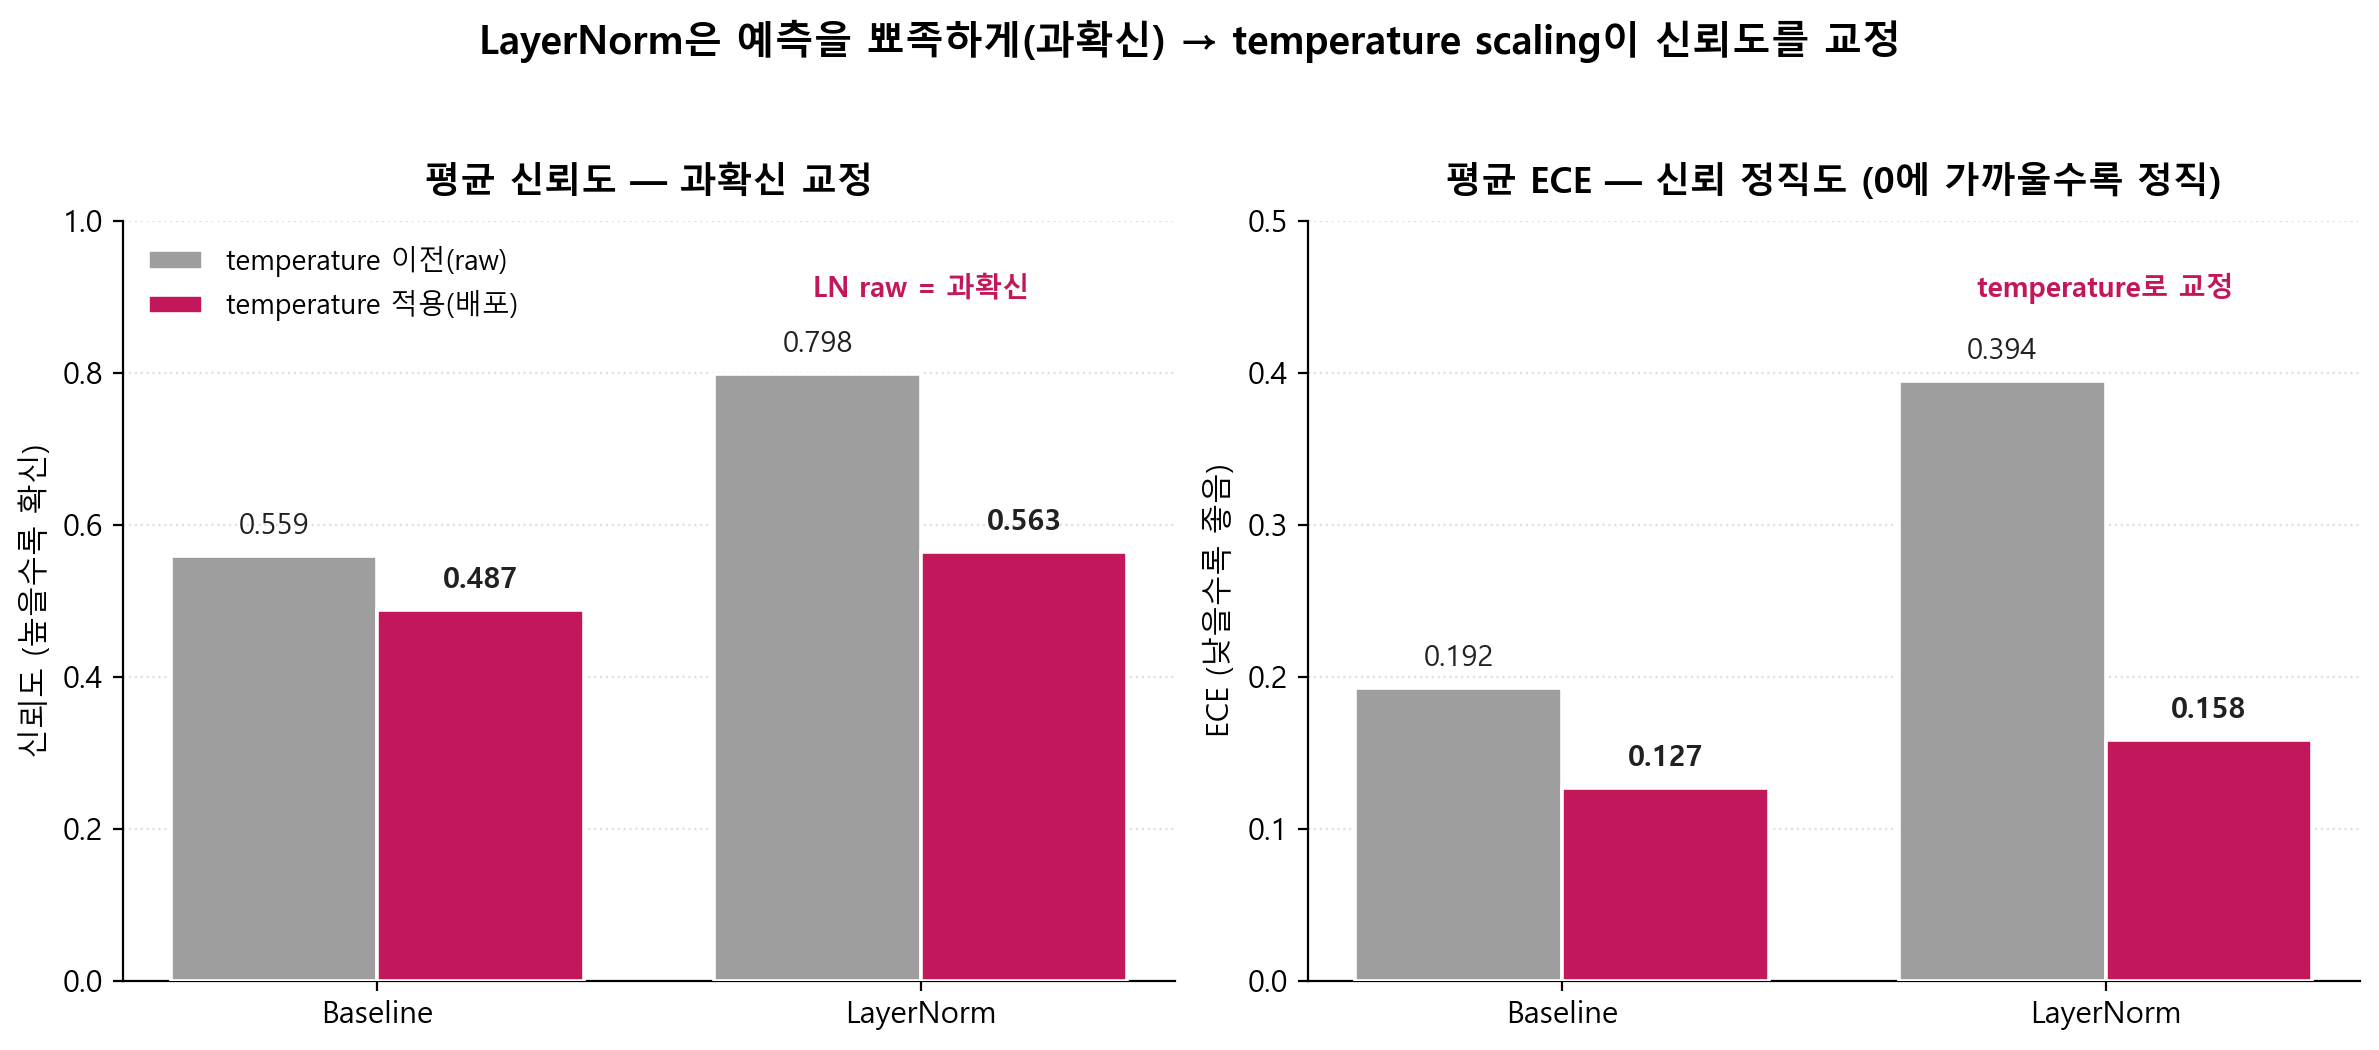 LayerNorm은 예측을 뾰족하게(과확신) → temperature scaling이 신뢰도를 교정
평균 신뢰도 — 과확신 교정
신뢰도 (높을수록 확신)
1.0
0.8
0.6
0.4
0.2
0.0
temperature 이전(raw)
temperature 적용(배포)
LN raw = 과확신
0.559
0.487
0.798
0.563
Baseline
LayerNorm
평균 ECE — 신뢰 정직도 (0에 가까울수록 정직)
ECE (낮을수록 좋음)
0.5
0.4
0.3
0.2
0.1
0.0
temperature로 교정
0.192
0.127
0.394
0.158
Baseline
LayerNorm